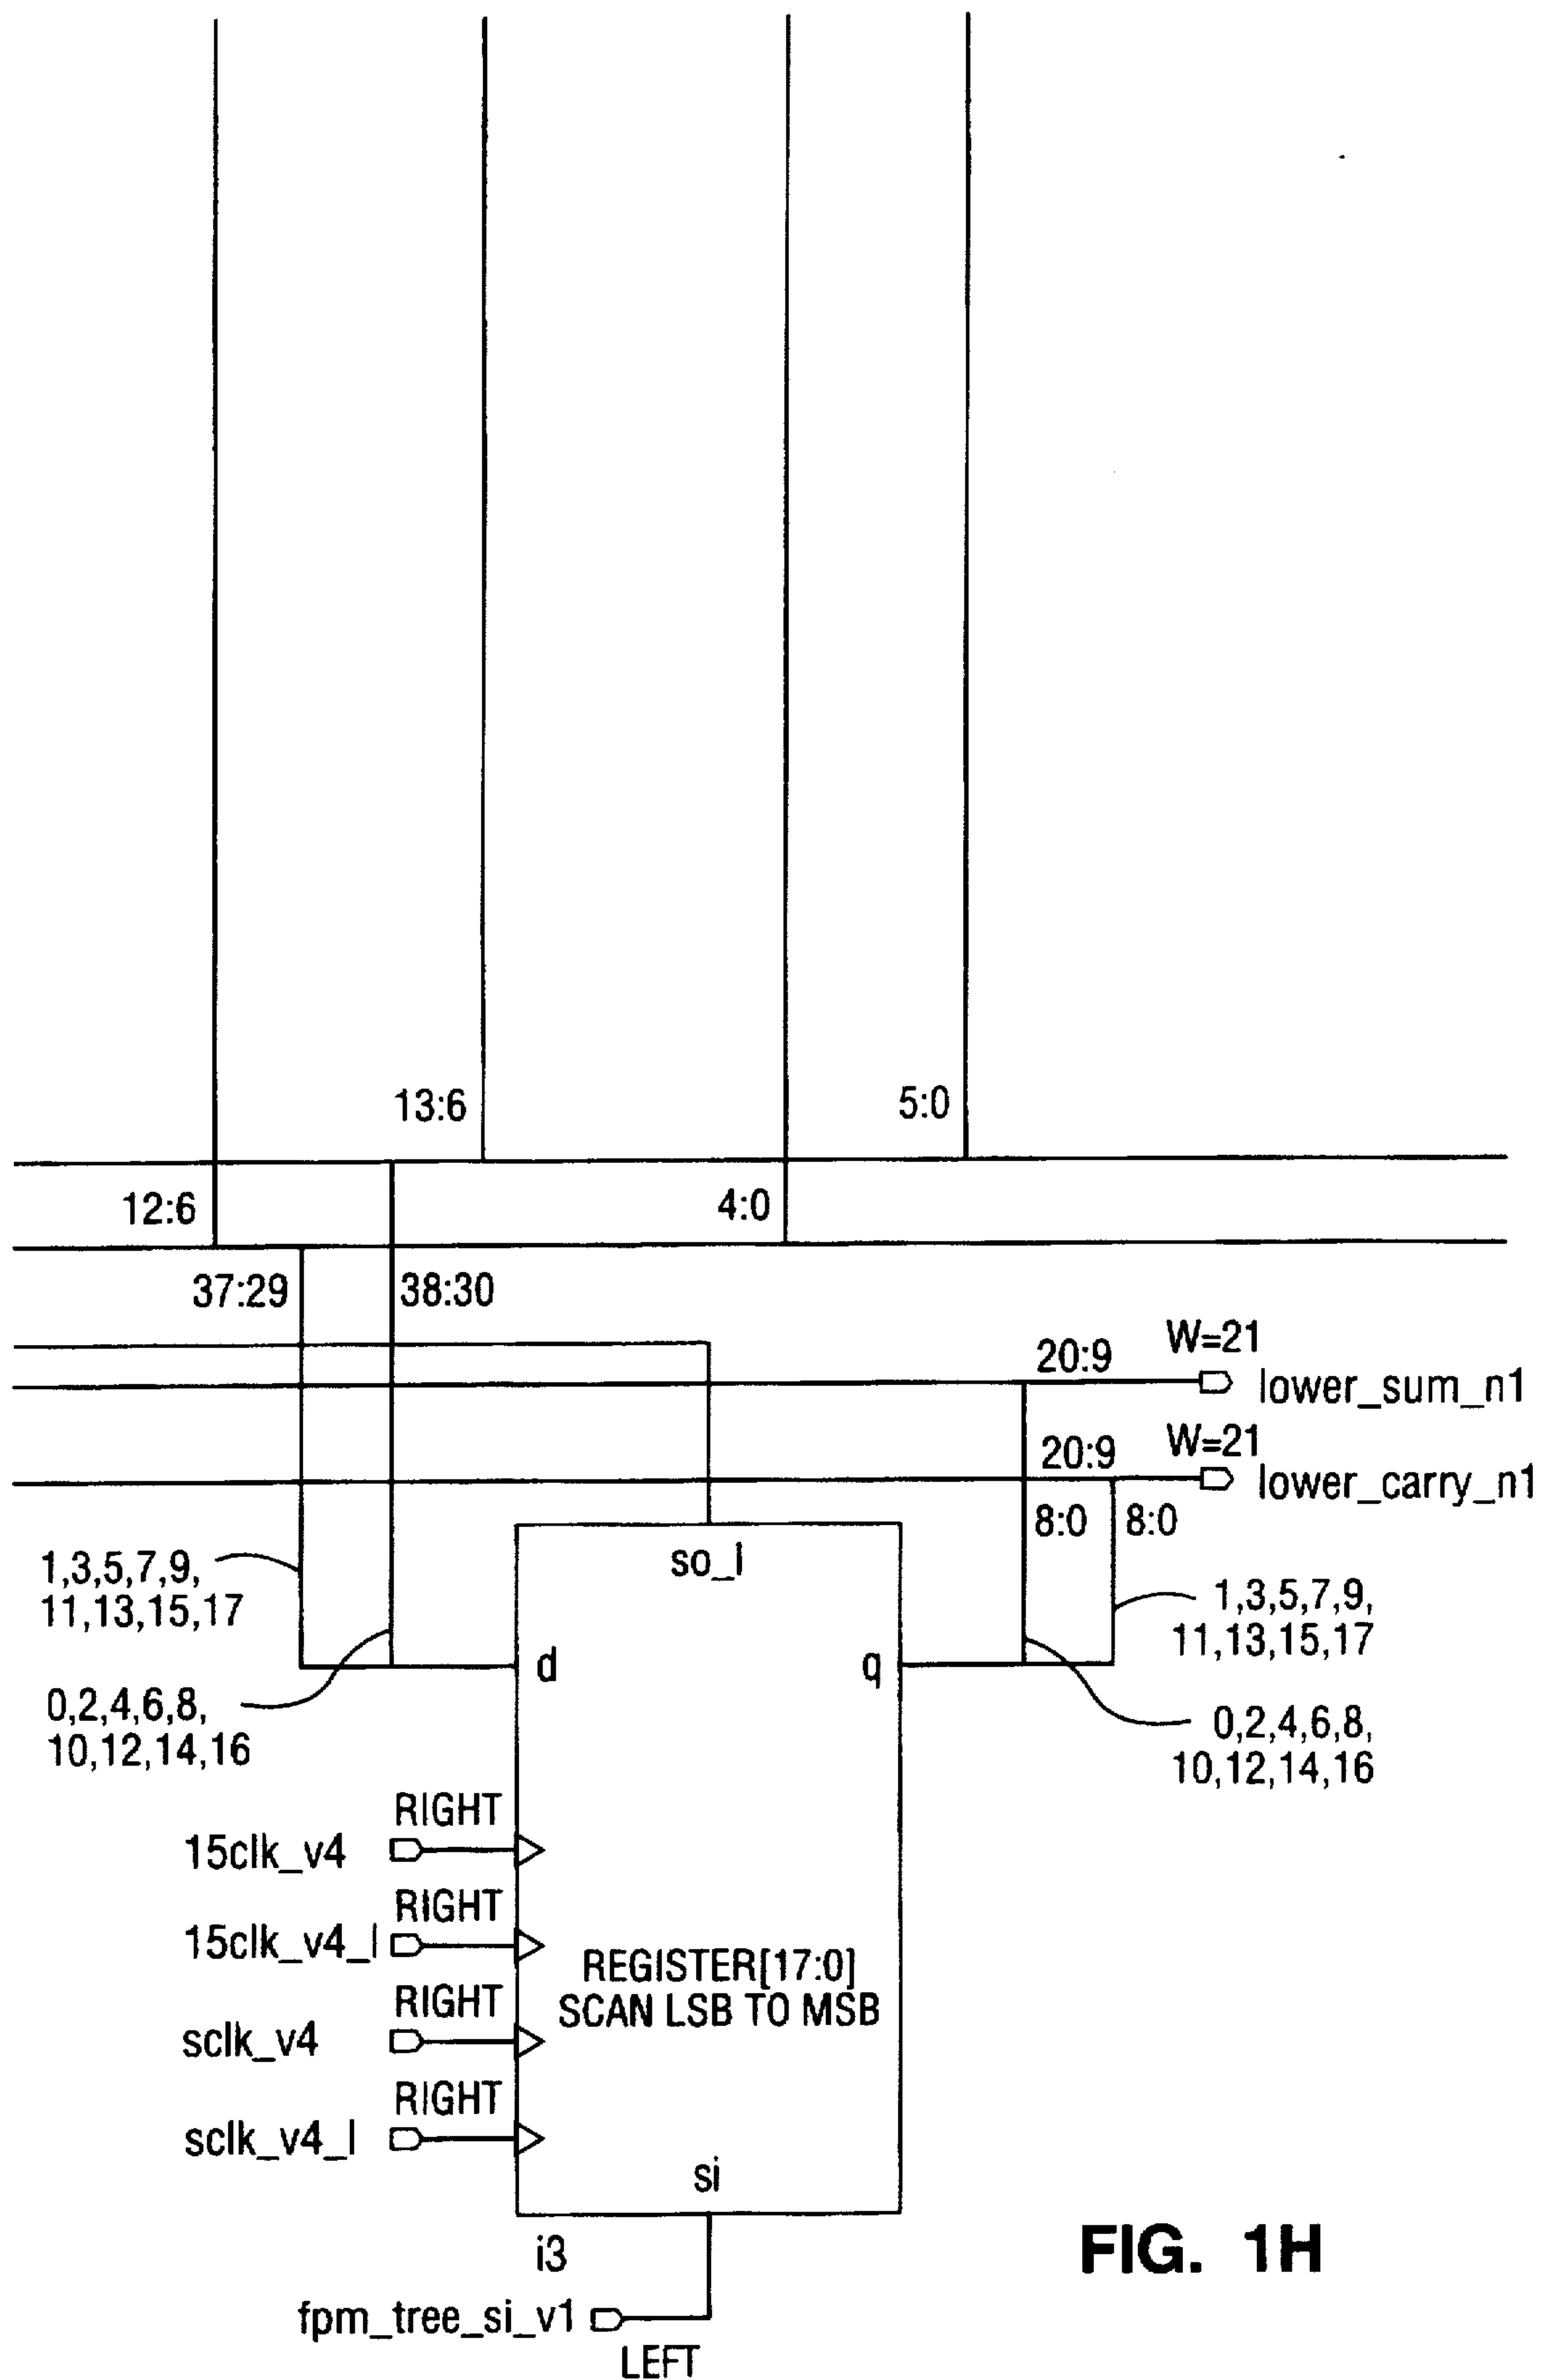 13:6
5:0
12:6
4:0
37:29
38:30
W=21
20:9
lower_sum_n1
W=21
20:9
lower_carry_n1
8:0
8:0
so_l
1,3,5,7,9,
11,13,15,17
1,3,5,7,9,
11,13,15,17
d
q
0,2,4,6,8,
10,12,14,16
0,2,4,6,8,
10,12,14,16
RIGHT
15clk_v4
RIGHT
15clk_v4_l
REGISTER[17:0]
SCAN LSB TO MSB
RIGHT
sclk_v4
RIGHT
sclk_v4_l
si
i3
FIG. 1H
fpm_tree_si_v1
LEFT